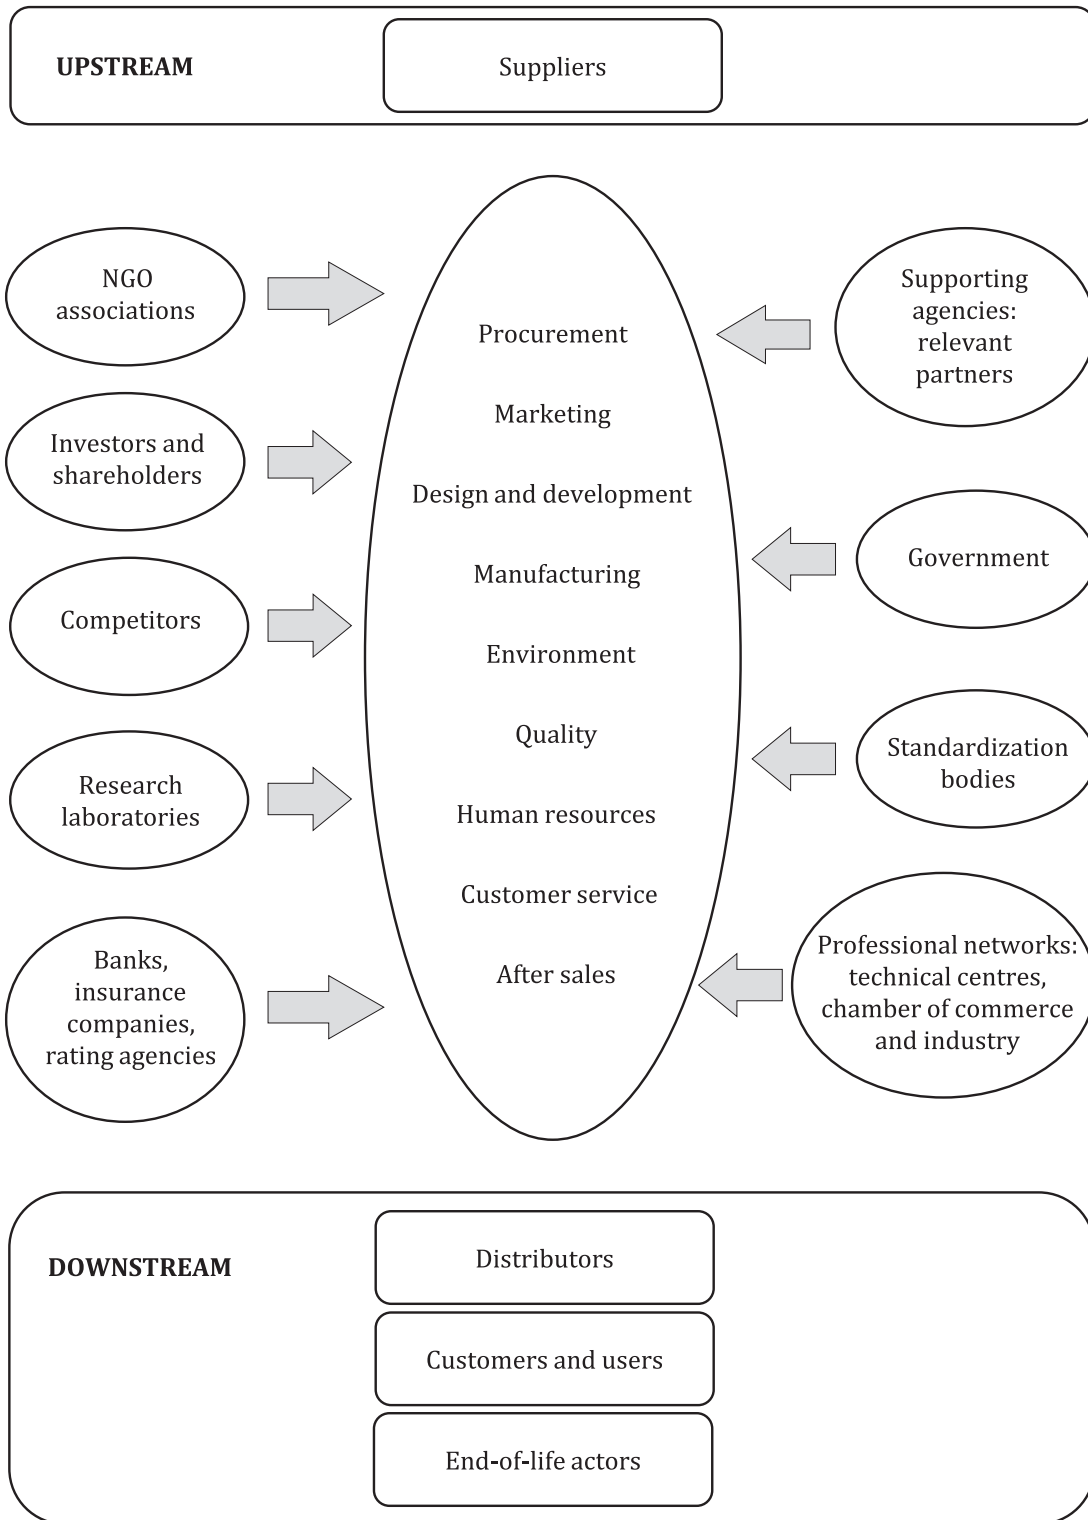 UPSTREAM
Suppliers
NGO
associations
Investors and
shareholders
Competitors
Research
laboratories
Banks,
insurance
companies,
rating agencies
Procurement
Marketing
Design and development
Manufacturing
Environment
Quality
Human resources
Customer service
After sales
Supporting
agencies:
relevant
partners
Government
Standardization
bodies
Professional networks:
technical centres,
chamber of commerce
and industry
DOWNSTREAM
Distributors
Customers and users
End-of-life actors